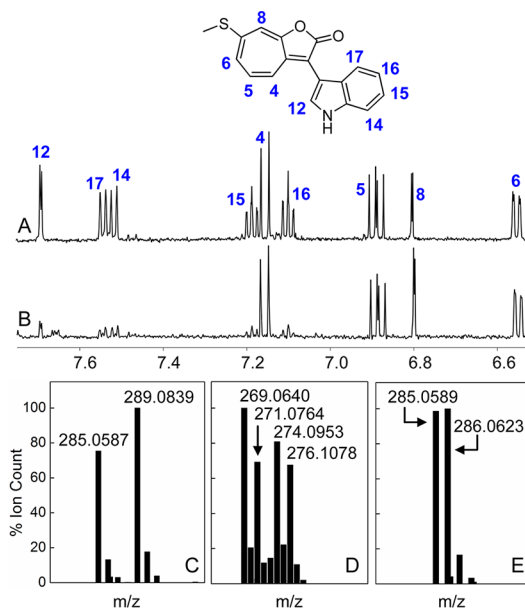 S
8
O
O
6
5
4
17
16
15
14
12
NH
12
17
14
15
4
16
5
8
6
A
B
7.6
7.4
7.2
7.0
6.8
6.6
% Ion Count
100
80
60
40
20
0
285.0587
289.0839
C
269.0640
271.0764
274.0953
276.1078
D
285.0589
286.0623
E
m/z
m/z
m/z